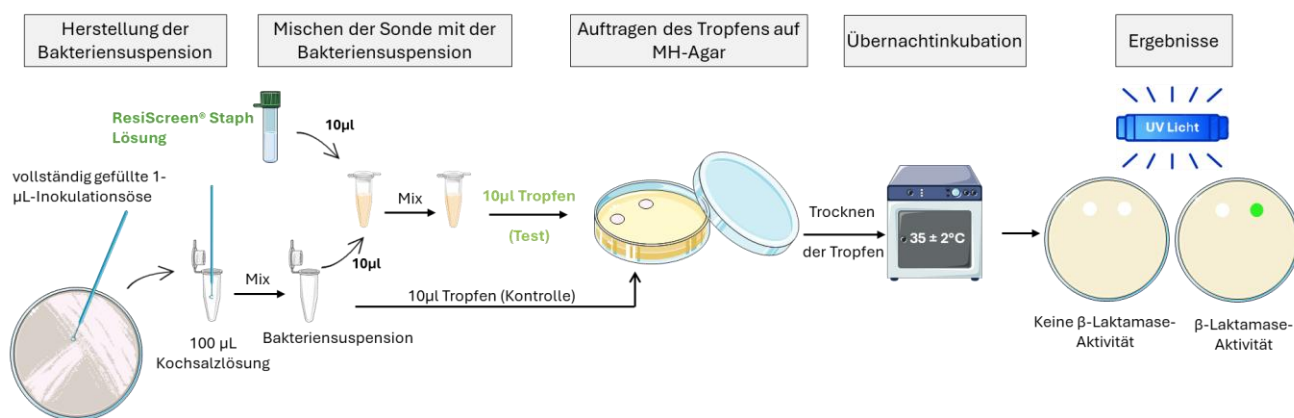 Herstellung der
Bakteriensuspension
Mischen der Sonde mit der
Bakteriensuspension
Auftragen des Tropfens auf
MH-Agar
Übernachtinkubation
Ergebnisse
ResiScreen® Staph
Lösung
10µl
vollständig gefüllte 1-
µL-Inokulationsöse
Mix
10µl
Mix
10µl Tropfen
(Test)
10µl Tropfen (Kontrolle)
Bakteriensuspension
100 µL
Kochsalzlösung
Trocknen
der Tropfen
35 ± 2°C
UV Licht
Keine β-Laktamase-
Aktivität
β-Laktamase-
Aktivität